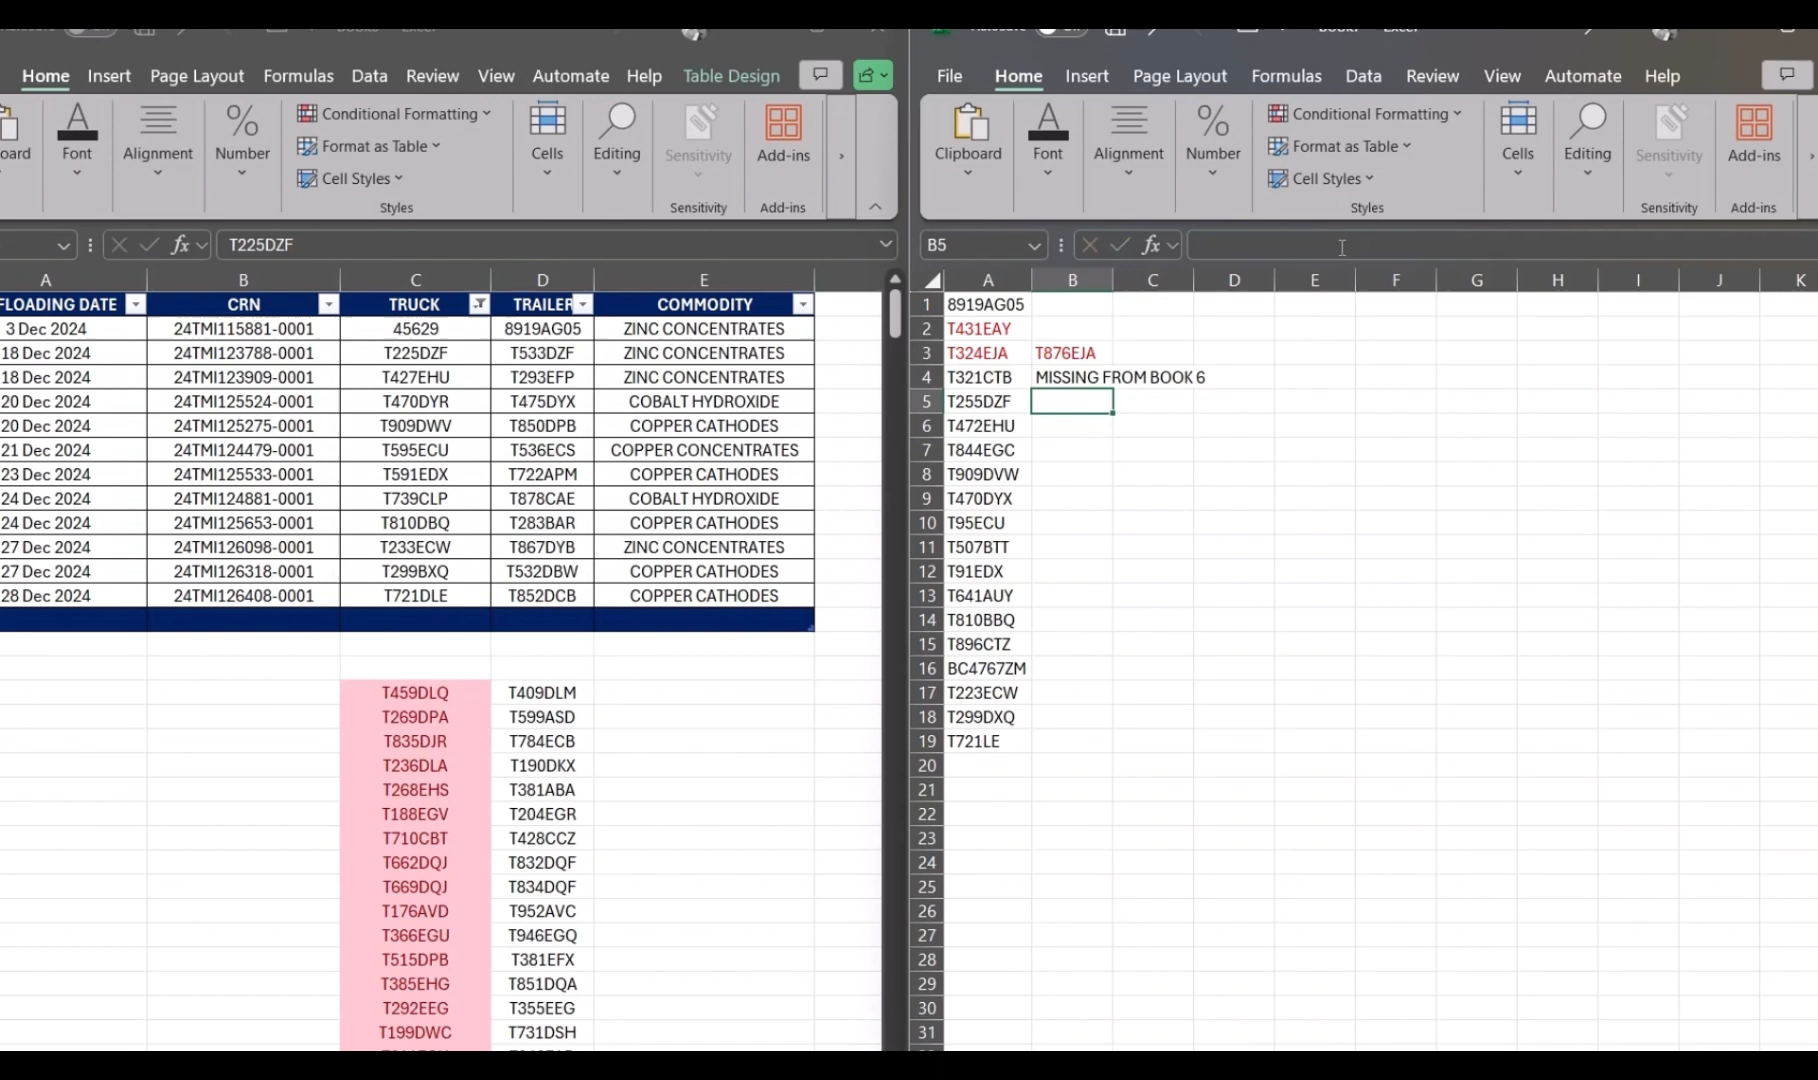 Home Insert Page Layout Formulas Data Review View Automate Help Table Design
Font Alignment Number Conditional Formatting Format as Table Cell Styles Cells Editing Sensitivity Add-ins
Styles Sensitivity Add-ins
fx T225DZF
A B C D E
CRN TRUCK TRAILER COMMODITY
3 Dec 2024 24TMI115881-0001 45629 8919AG05 ZINC CONCENTRATES
18 Dec 2024 24TMI123788-0001 T225DZF T533DZF ZINC CONCENTRATES
18 Dec 2024 24TMI123909-0001 T427EHU T293EFP ZINC CONCENTRATES
20 Dec 2024 24TMI125524-0001 T470DYR T475DYX COBALT HYDROXIDE
20 Dec 2024 24TMI125275-0001 T909DWV T850DPB COPPER CATHODES
21 Dec 2024 24TMI124479-0001 T595ECU T536ECS COPPER CONCENTRATES
23 Dec 2024 24TMI125533-0001 T591EDX T722APM COPPER CATHODES
24 Dec 2024 24TMI124881-0001 T739CLP T878CAE COBALT HYDROXIDE
24 Dec 2024 24TMI125653-0001 T810DBQ T283BAR COPPER CATHODES
27 Dec 2024 24TMI126098-0001 T233ECW T867DYB ZINC CONCENTRATES
27 Dec 2024 24TMI126318-0001 T299BXQ T532DBW COPPER CATHODES
28 Dec 2024 24TMI126408-0001 T721DLE T852DCB COPPER CATHODES
T459DLQ T409DLM
T269DPA T599ASD
T835DJR T784ECB
T236DLA T190DKX
T268EHS T381ABA
T188EGV T204EGR
T710CBT T428CCZ
T662DQJ T832DQF
T669DQJ T834DQF
T176AVD T952AVC
T366EGU T946EGQ
T515DPB T381EFX
T385EHG T851DQA
T292EEG T355EEG
T199DWC T731DSH
File Home Insert Page Layout Formulas Data Review View Automate Help
Clipboard Font Alignment Number Conditional Formatting Format as Table Cell Styles Cells Editing Sensitivity Add-ins
Styles Sensitivity Add-ins
B5 fx
A B C D E F G H I J K
1 8919AG05
2 T431EAY
3 T324EJA T876EJA
4 T321CTB MISSING FROM BOOK 6
5 T255DZF
6 T472EHU
7 T844EGC
8 T909DVW
9 T470DYX
10 T95ECU
11 T507BTT
12 T91EDX
13 T641AUY
14 T810BBQ
15 T896CTZ
16 BC4767ZM
17 T223ECW
18 T299DXQ
19 T721LE
20
21
22
23
24
25
26
27
28
29
30
31